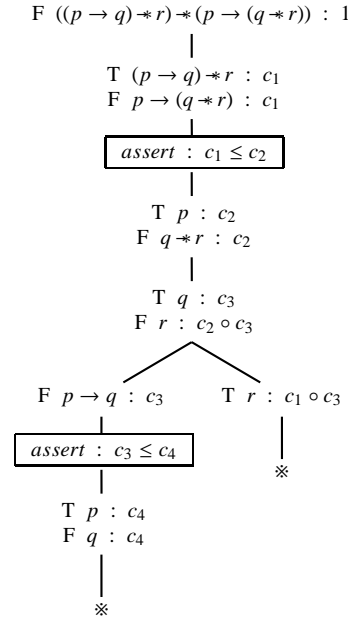 F ((p → q) −∗ r) −∗ (p → (q −∗ r)) : 1
T (p → q) −∗ r : c₁
F p → (q −∗ r) : c₁
assert : c₁ ≤ c₂
T p : c₂
F q −∗ r : c₂
T q : c₃
F r : c₂ ∘ c₃
F p → q : c₃
T r : c₁ ∘ c₃
assert : c₃ ≤ c₄
※
T p : c₄
F q : c₄
※